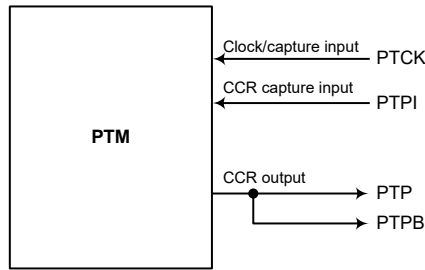 Clock/capture input
PTCK
CCR capture input
PTPI
PTM
CCR output
PTP
PTPB